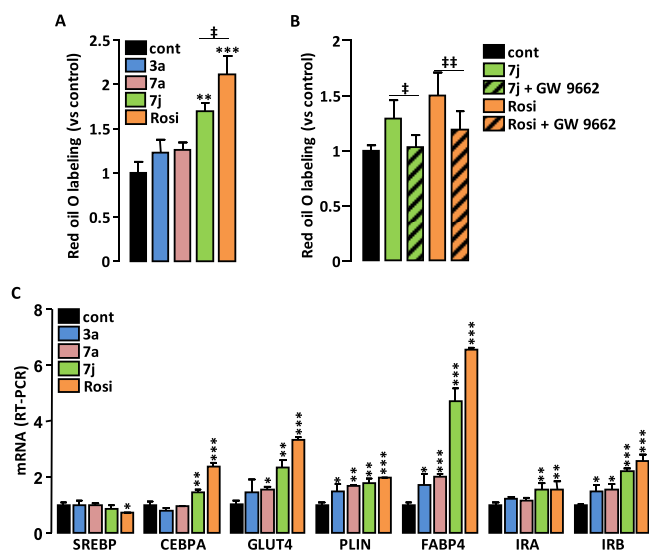 A
Red oil O labeling (vs control)
2.5
2
1.5
1
0.5
0
cont
3a
7a
7j
Rosi
**
‡
***
B
Red oil O labeling (vs control)
2
1.5
1
0.5
0
‡
‡‡
cont
7j
7j + GW 9662
Rosi
Rosi + GW 9662
C
mRNA (RT-PCR)
8
6
4
2
0
cont
3a
7a
7j
Rosi
*
**
***
*
**
***
*
**
***
***
*
***
***
***
**
**
*
*
***
***
SREBP
CEBPA
GLUT4
PLIN
FABP4
IRA
IRB